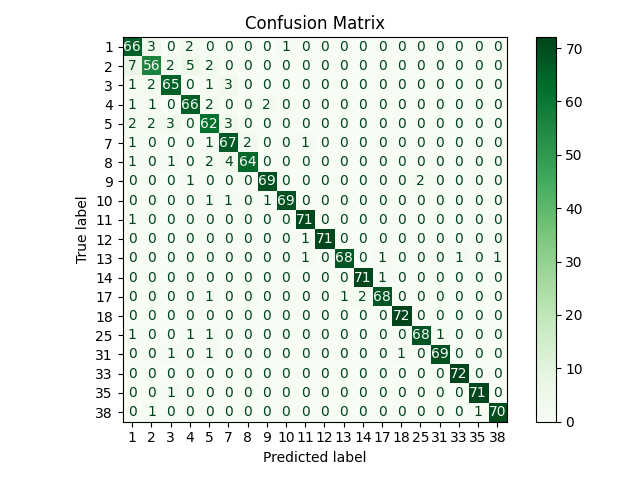 Confusion Matrix
1 66 3 0 2 0 0 0 0 1 0 0 0 0 0 0 0 0 0 0 0 70
2 7 56 2 5 2 0 0 0 0 0 0 0 0 0 0 0 0 0 0 0
3 1 2 65 0 1 3 0 0 0 0 0 0 0 0 0 0 0 0 0 0
4 1 1 0 66 2 0 0 2 0 0 0 0 0 0 0 0 0 0 0 0 60
5 2 2 3 0 62 3 0 0 0 0 0 0 0 0 0 0 0 0 0 0
7 1 0 0 0 1 67 2 0 0 1 0 0 0 0 0 0 0 0 0 0 50
8 1 0 1 0 2 4 64 0 0 0 0 0 0 0 0 0 0 0 0 0
9 0 0 0 1 0 0 0 69 0 0 0 0 0 0 0 2 0 0 0 0
10 0 0 0 0 1 1 0 1 69 0 0 0 0 0 0 0 0 0 0 0 40
11 1 0 0 0 0 0 0 0 0 71 0 0 0 0 0 0 0 0 0 0
12 0 0 0 0 0 0 0 0 0 1 71 0 0 0 0 0 0 0 0 0
13 0 0 0 0 0 0 0 0 0 1 0 68 0 1 0 0 0 1 0 1 30
14 0 0 0 0 0 0 0 0 0 0 0 0 71 1 0 0 0 0 0 0
17 0 0 0 0 1 0 0 0 0 0 0 1 2 68 0 0 0 0 0 0 20
18 0 0 0 0 0 0 0 0 0 0 0 0 0 0 72 0 0 0 0 0
25 1 0 0 1 1 0 0 0 0 0 0 0 0 0 0 68 1 0 0 0
31 0 0 1 0 1 0 0 0 0 0 0 0 0 0 1 0 69 0 0 0 10
33 0 0 0 0 0 0 0 0 0 0 0 0 0 0 0 0 0 72 0 0
35 0 0 1 0 0 0 0 0 0 0 0 0 0 0 0 0 0 0 71 0
38 0 1 0 0 0 0 0 0 0 0 0 0 0 0 0 0 0 0 1 70 0
True label
1 2 3 4 5 7 8 9 10 11 12 13 14 17 18 25 31 33 35 38
Predicted label